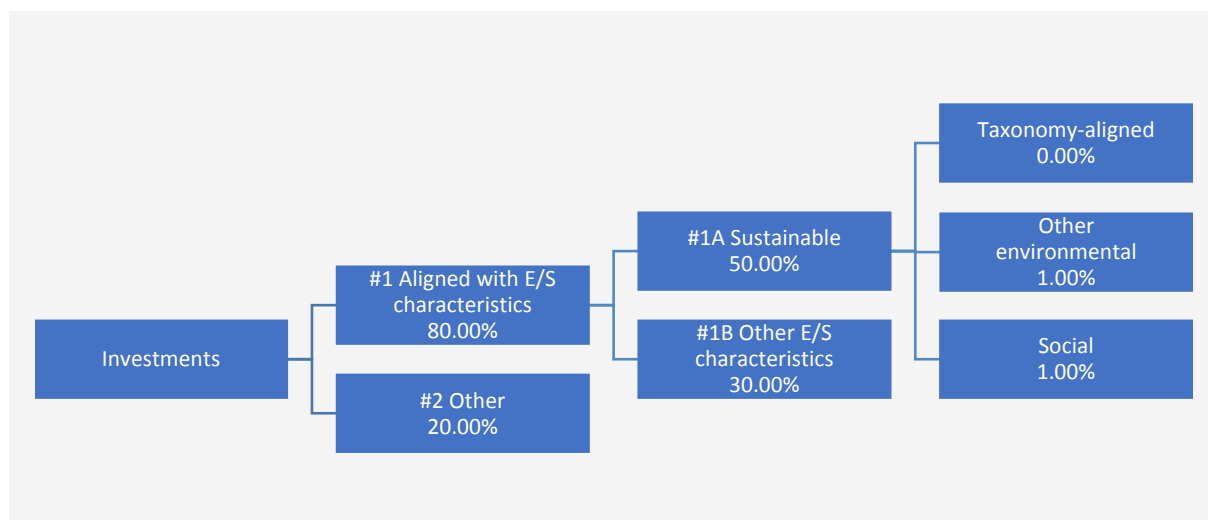 Investments
#1 Aligned with E/S
characteristics
80.00%
#2 Other
20.00%
#1A Sustainable
50.00%
#1B Other E/S
characteristics
30.00%
Taxonomy-aligned
0.00%
Other
environmental
1.00%
Social
1.00%